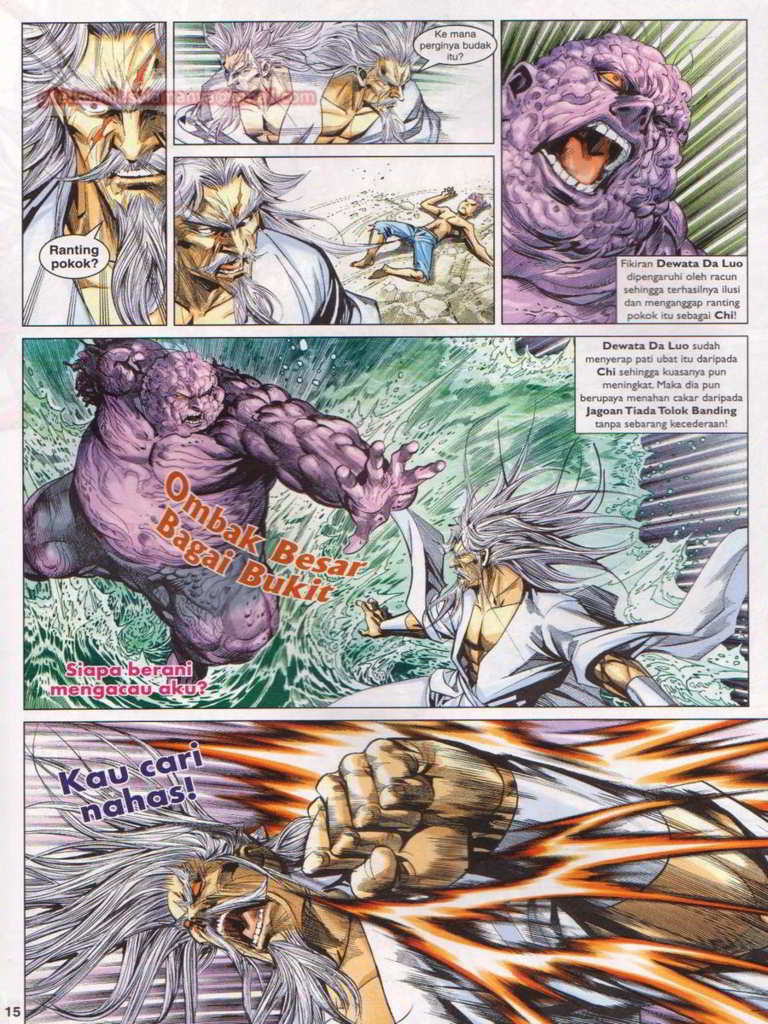 Ke mana
perginya budak
itu?
Ranting
pokok?
Fikiran Dewata Da Luo
dipengaruhi oleh racun
sehingga terhasilnya ilusi
dan menganggap ranting
pokok itu sebagai Chi!
Dewata Da Luo sudah
menyerap pati ubat itu daripada
Chi sehingga kuasanya pun
meningkat. Maka dia pun
berupaya menahan cakar daripada
Jagoan Tiada Tolok Banding
tanpa sebarang kecederaan!
Ombak Besar
Bagai Bukit
Siapa berani
mengacau aku?
Kau cari
nahas!
15